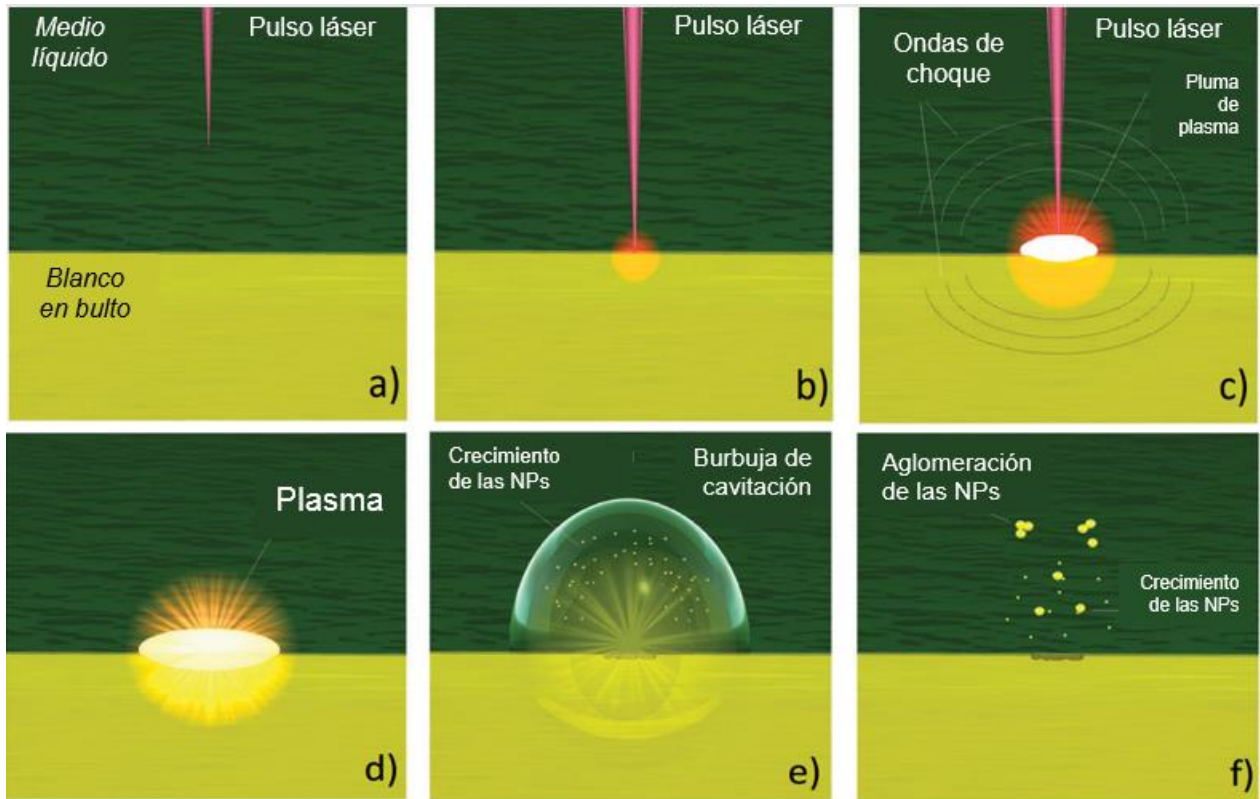 Medio
líquido
Pulso láser
Blanco
en bulto
a)
Pulso láser
b)
Pulso láser
Ondas de
choque
Pluma
de
plasma
c)
Plasma
d)
Crecimiento
de las NPs
Burbuja de
cavitación
e)
Aglomeración
de las NPs
Crecimiento
de las NPs
f)